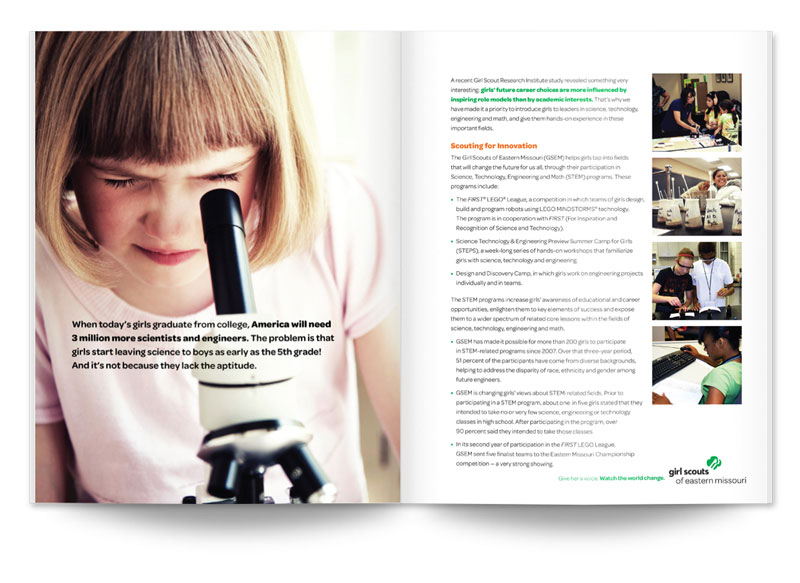 When today's girls graduate from college, America will need
3 million more scientists and engineers. The problem is that
girls start leaving science to boys as early as the 5th grade!
And it's not because they lack the aptitude.
A recent Girl Scout Research Institute study revealed something very
interesting: girls' future career choices are more influenced by
inspiring role models than by academic interests. That's why we
have made it a priority to introduce girls to leaders in science, technology,
engineering and math, and give them hands-on experience in these
important fields.
Scouting for Innovation
The Girl Scouts of Eastern Missouri (GSEM) helps girls tap into fields
that will change the future for us all, through their participation in
Science, Technology, Engineering and Math (STEM) programs. These
programs include:
• The FIRST® LEGO® League, a competition in which teams of girls design,
build and program robots using LEGO MINDSTORMS® technology.
The program is in cooperation with FIRST (For Inspiration and
Recognition of Science and Technology).
• Science Technology & Engineering Preview Summer Camp for Girls
(STEPS), a week-long series of hands-on workshops that familiarize
girls with science, technology and engineering.
• Design and Discovery Camp, in which girls work on engineering projects
individually and in teams.
The STEM programs increase girls' awareness of educational and career
opportunities, enlighten them to key elements of success and expose
them to a wider spectrum of related core lessons within the fields of
science, technology, engineering and math.
• GSEM has made it possible for more than 200 girls to participate
in STEM-related programs since 2007. Over that three-year period,
51 percent of the participants have come from diverse backgrounds,
helping to address the disparity of race, ethnicity and gender among
future engineers.
• GSEM is changing girls' views about STEM-related fields. Prior to
participating in a STEM program, about one in five girls stated that they
intended to take no or very few science, engineering or technology
classes in high school. After participating in the program, over
90 percent said they intended to take those classes.
• In its second year of participation in the FIRST LEGO League,
GSEM sent five finalist teams to the Eastern Missouri Championship
competition – a very strong showing.
Give her a voice. Watch the world change.
girl scouts
of eastern missouri